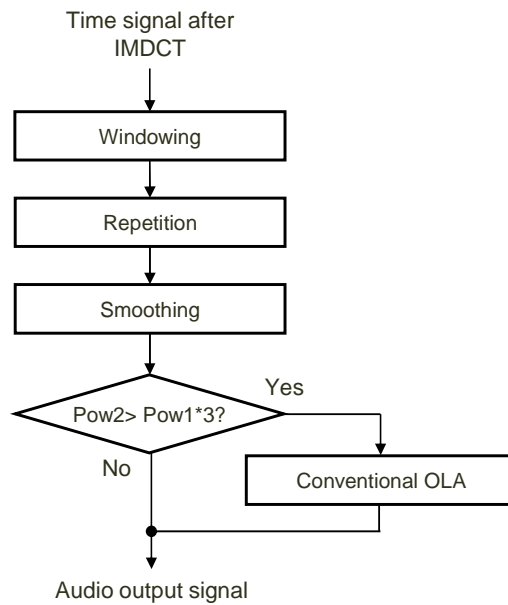 Time signal after
IMDCT
Windowing
Repetition
Smoothing
Pow2> Pow1*3?
Yes
No
Conventional OLA
Audio output signal